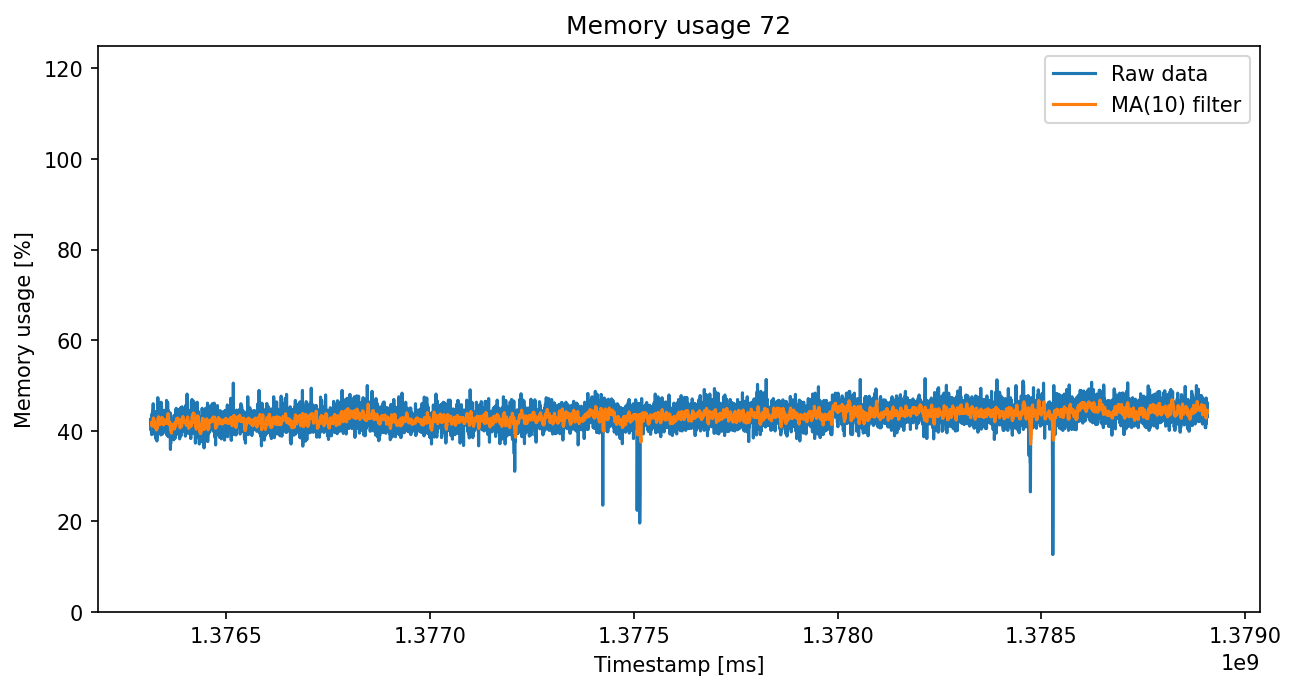 Memory usage 72
120
100
80
60
40
20
0
Memory usage [%]
Raw data
MA(10) filter
1.3765 1.3770 1.3775 1.3780 1.3785 1.3790
1e9
Timestamp [ms]